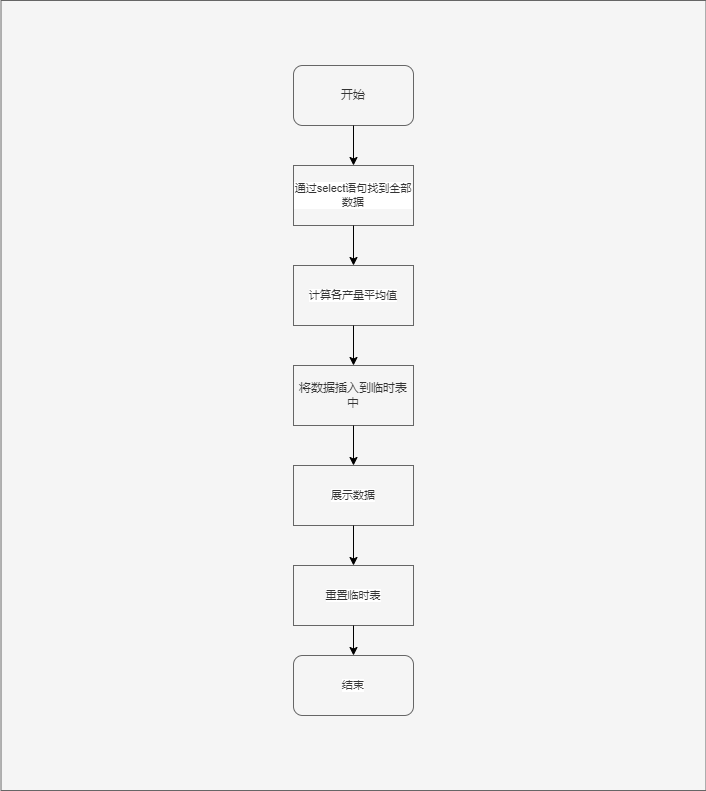 开始
通过select语句找到全部
数据
计算各产量平均值
将数据插入到临时表
中
展示数据
重置临时表
结束